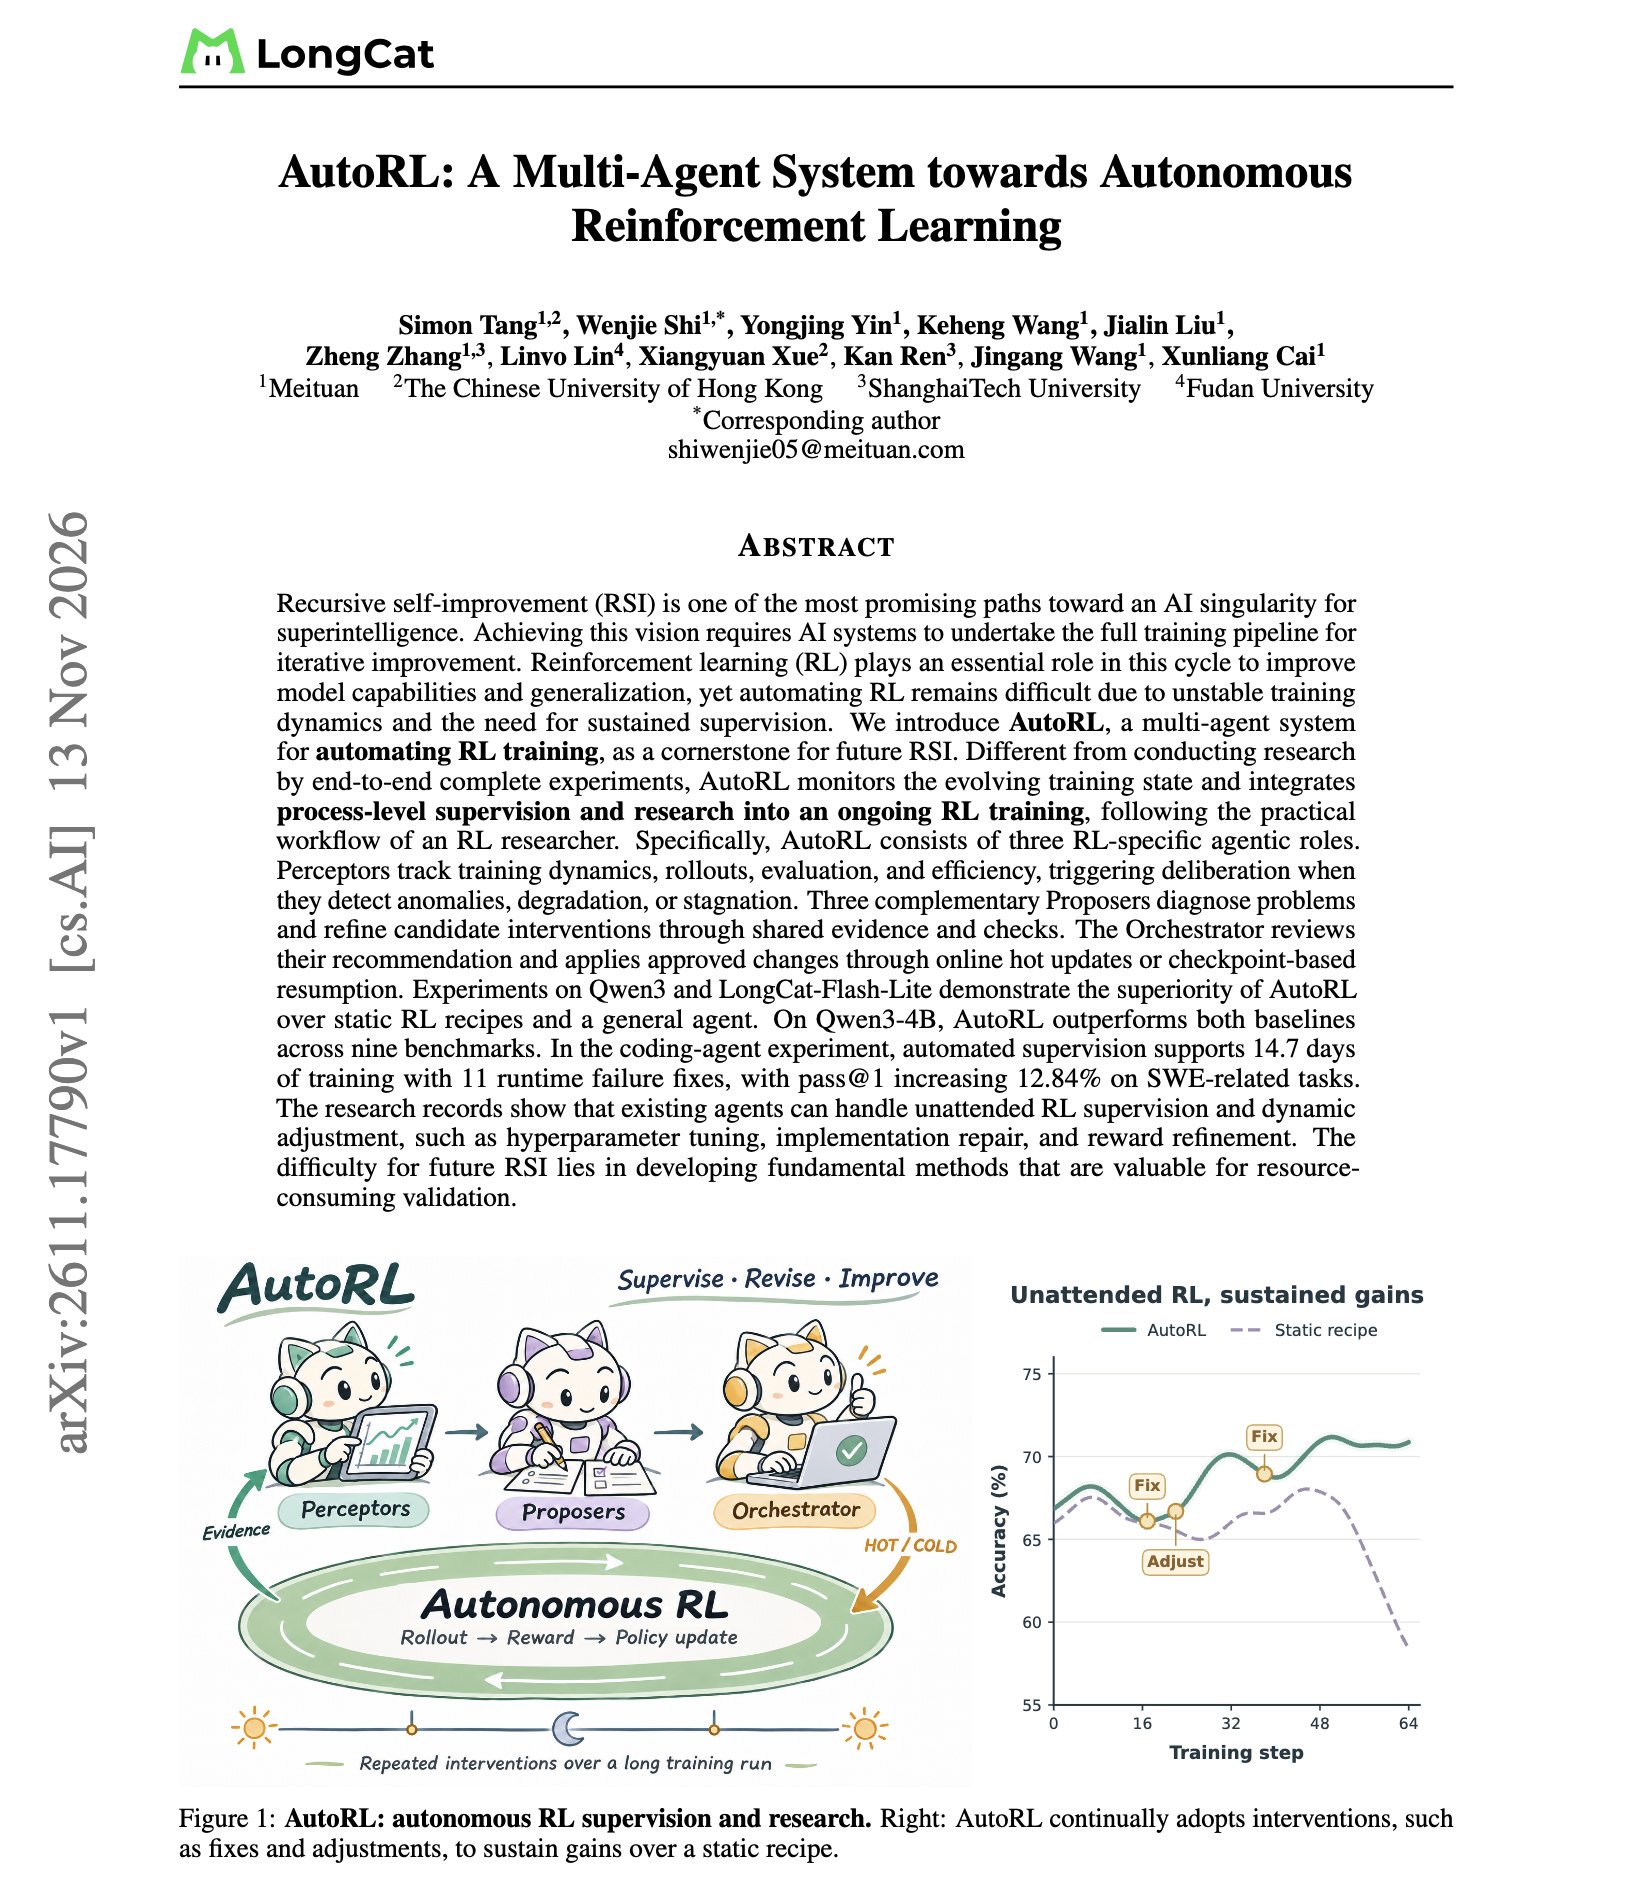 LongCat
AutoRL: A Multi-Agent System towards Autonomous
Reinforcement Learning
Simon Tang1,2, Wenjie Shi1,*, Yongjing Yin1, Keheng Wang1, Jialin Liu1,
Zheng Zhang1,3, Linvo Lin4, Xiangyuan Xue2, Kan Ren3, Jingang Wang1, Xunliang Cai1
1Meituan 2The Chinese University of Hong Kong 3ShanghaiTech University 4Fudan University
*Corresponding author
shiwenjie05@meituan.com
arXiv:2611.17790v1 [cs.AI] 13 Nov 2026
ABSTRACT
Recursive self-improvement (RSI) is one of the most promising paths toward an AI singularity for
superintelligence. Achieving this vision requires AI systems to undertake the full training pipeline for
iterative improvement. Reinforcement learning (RL) plays an essential role in this cycle to improve
model capabilities and generalization, yet automating RL remains difficult due to unstable training
dynamics and the need for sustained supervision. We introduce AutoRL, a multi-agent system
for automating RL training, as a cornerstone for future RSI. Different from conducting research
by end-to-end complete experiments, AutoRL monitors the evolving training state and integrates
process-level supervision and research into an ongoing RL training, following the practical
workflow of an RL researcher. Specifically, AutoRL consists of three RL-specific agentic roles.
Perceptors track training dynamics, rollouts, evaluation, and efficiency, triggering deliberation when
they detect anomalies, degradation, or stagnation. Three complementary Proposers diagnose problems
and refine candidate interventions through shared evidence and checks. The Orchestrator reviews
their recommendation and applies approved changes through online hot updates or checkpoint-based
resumption. Experiments on Qwen3 and LongCat-Flash-Lite demonstrate the superiority of AutoRL
over static RL recipes and a general agent. On Qwen3-4B, AutoRL outperforms both baselines
across nine benchmarks. In the coding-agent experiment, automated supervision supports 14.7 days
of training with 11 runtime failure fixes, with pass@1 increasing 12.84% on SWE-related tasks.
The research records show that existing agents can handle unattended RL supervision and dynamic
adjustment, such as hyperparameter tuning, implementation repair, and reward refinement. The
difficulty for future RSI lies in developing fundamental methods that are valuable for resource-
consuming validation.
AutoRL
Supervise · Revise · Improve
Perceptors
Proposers
Orchestrator
Evidence
HOT / COLD
Autonomous RL
Rollout → Reward → Policy update
Repeated interventions over a long training run
Unattended RL, sustained gains
AutoRL
Static recipe
Accuracy (%)
75
70
65
60
55
Fix
Adjust
Fix
0 16 32 48 64
Training step
Figure 1: AutoRL: autonomous RL supervision and research. Right: AutoRL continually adopts interventions, such
as fixes and adjustments, to sustain gains over a static recipe.